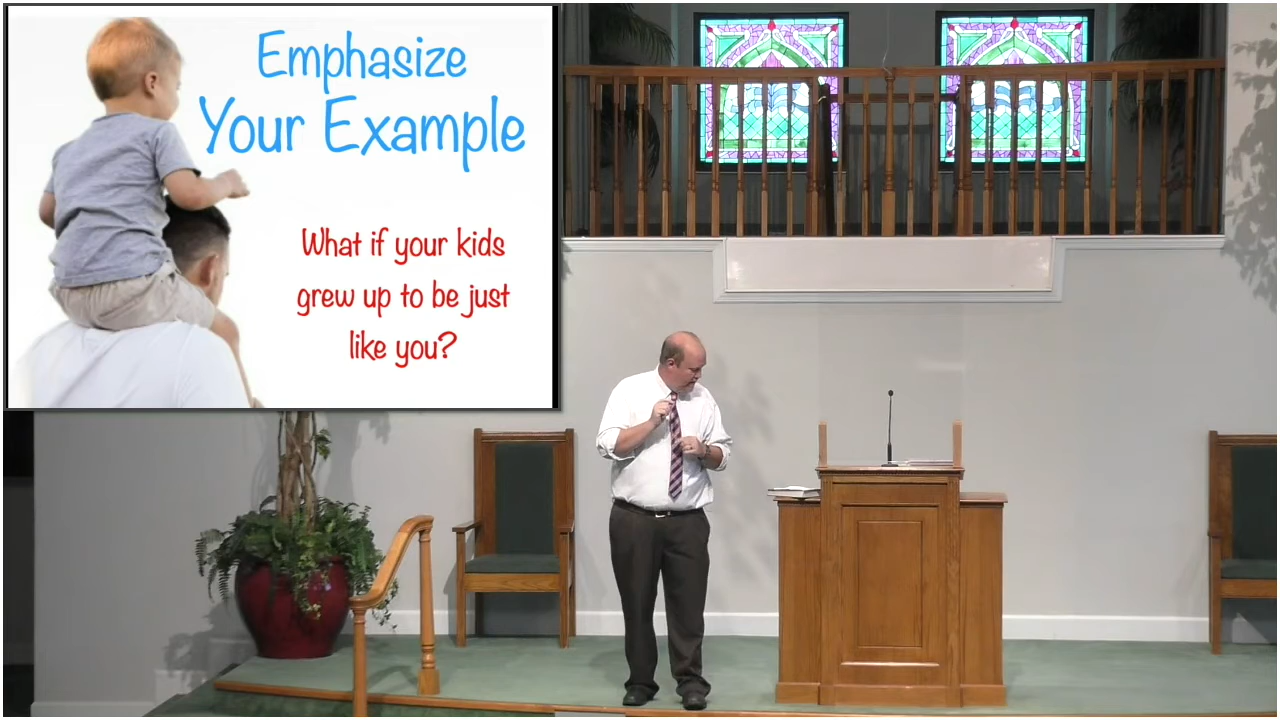 Emphasize
Your Example
What if your kids
grew up to be just
like you?